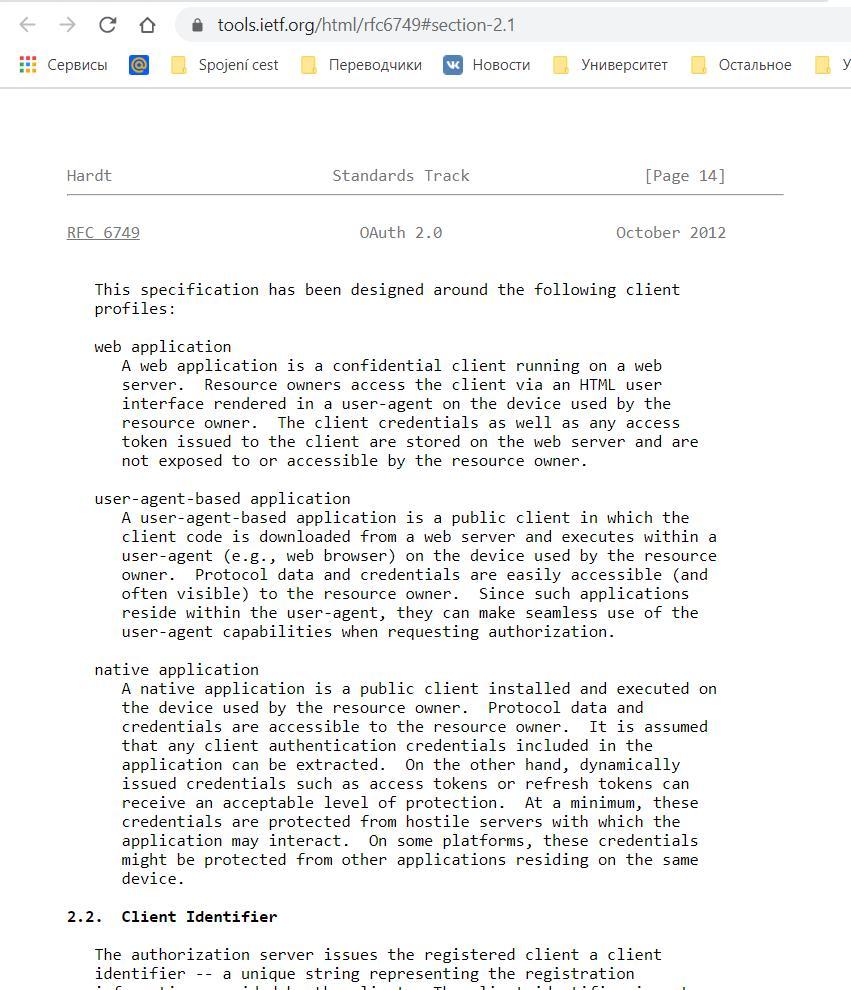 tools.ietf.org/html/rfc6749#section-2.1
Сервисы Spojení cest Переводчики Новости Университет Остальное У
Hardt Standards Track [Page 14]
RFC 6749 OAuth 2.0 October 2012
This specification has been designed around the following client
profiles:
web application
A web application is a confidential client running on a web
server. Resource owners access the client via an HTML user
interface rendered in a user-agent on the device used by the
resource owner. The client credentials as well as any access
token issued to the client are stored on the web server and are
not exposed to or accessible by the resource owner.
user-agent-based application
A user-agent-based application is a public client in which the
client code is downloaded from a web server and executes within a
user-agent (e.g., web browser) on the device used by the resource
owner. Protocol data and credentials are easily accessible (and
often visible) to the resource owner. Since such applications
reside within the user-agent, they can make seamless use of the
user-agent capabilities when requesting authorization.
native application
A native application is a public client installed and executed on
the device used by the resource owner. Protocol data and
credentials are accessible to the resource owner. It is assumed
that any client authentication credentials included in the
application can be extracted. On the other hand, dynamically
issued credentials such as access tokens or refresh tokens can
receive an acceptable level of protection. At a minimum, these
credentials are protected from hostile servers with which the
application may interact. On some platforms, these credentials
might be protected from other applications residing on the same
device.
2.2. Client Identifier
The authorization server issues the registered client a client
identifier -- a unique string representing the registration